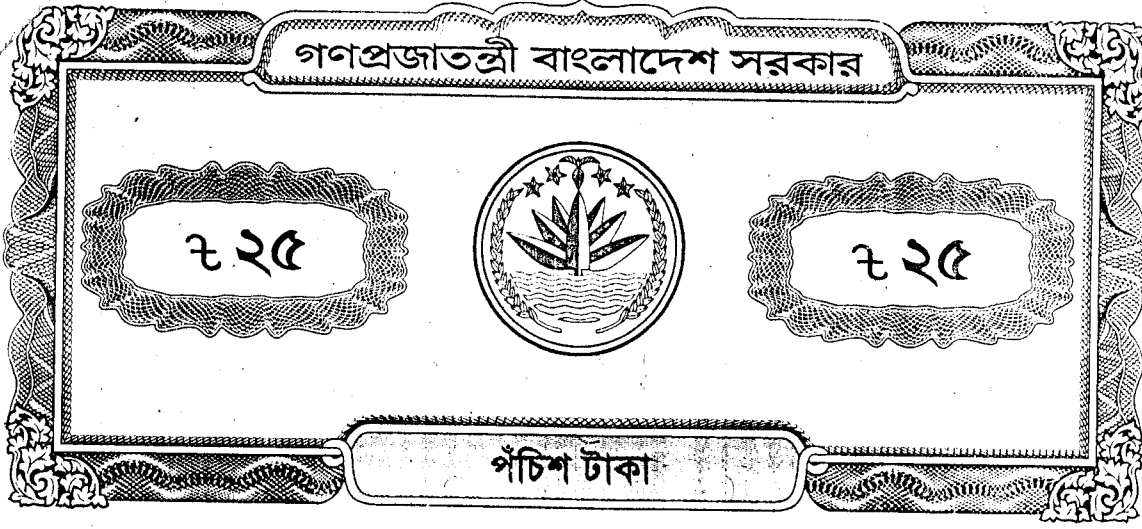 গণপ্রজাতন্ত্রী বাংলাদেশ সরকার
ৼ ২৫
ৼ ২৫
পঁচিশ টাকা